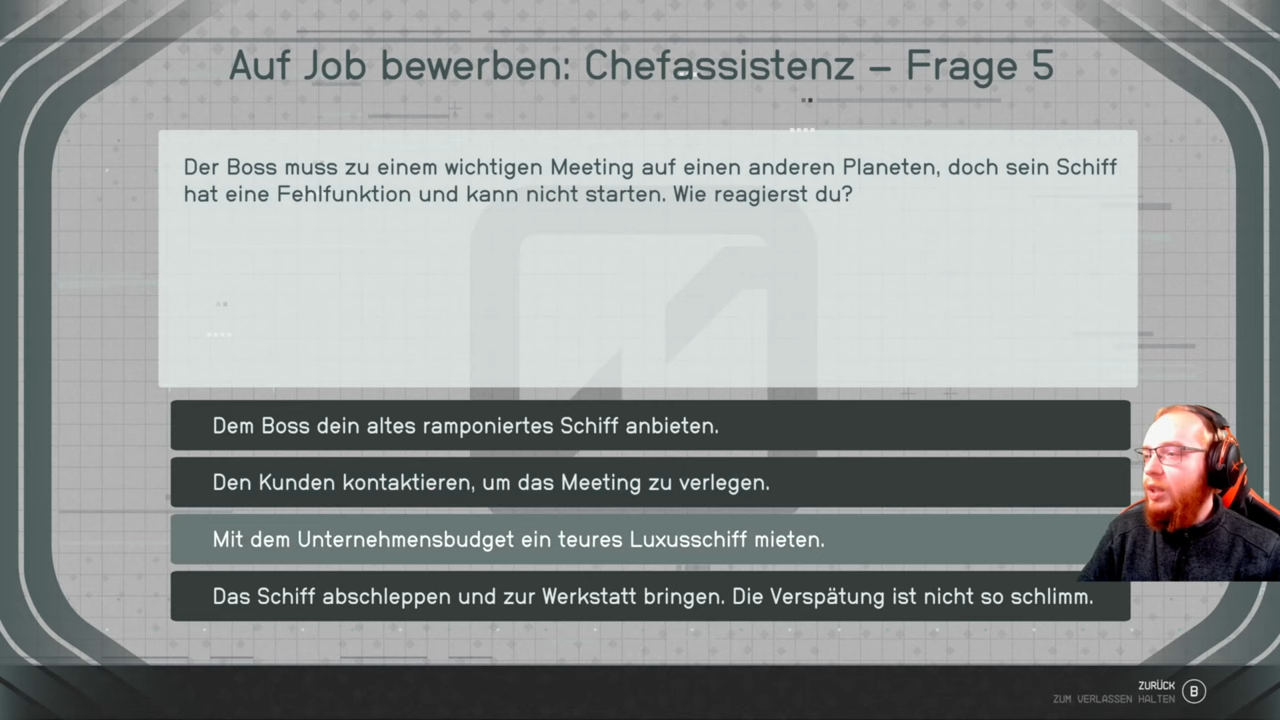 Auf Job bewerben: Chefassistenz – Frage 5
Der Boss muss zu einem wichtigen Meeting auf einen anderen Planeten, doch sein Schiff
hat eine Fehlfunktion und kann nicht starten. Wie reagierst du?
Dem Boss dein altes ramponiertes Schiff anbieten.
Den Kunden kontaktieren, um das Meeting zu verlegen.
Mit dem Unternehmensbudget ein teures Luxusschiff mieten.
Das Schiff abschleppen und zur Werkstatt bringen. Die Verspätung ist nicht so schlimm.
ZURÜCK
ZUM VERLASSEN HALTEN
B